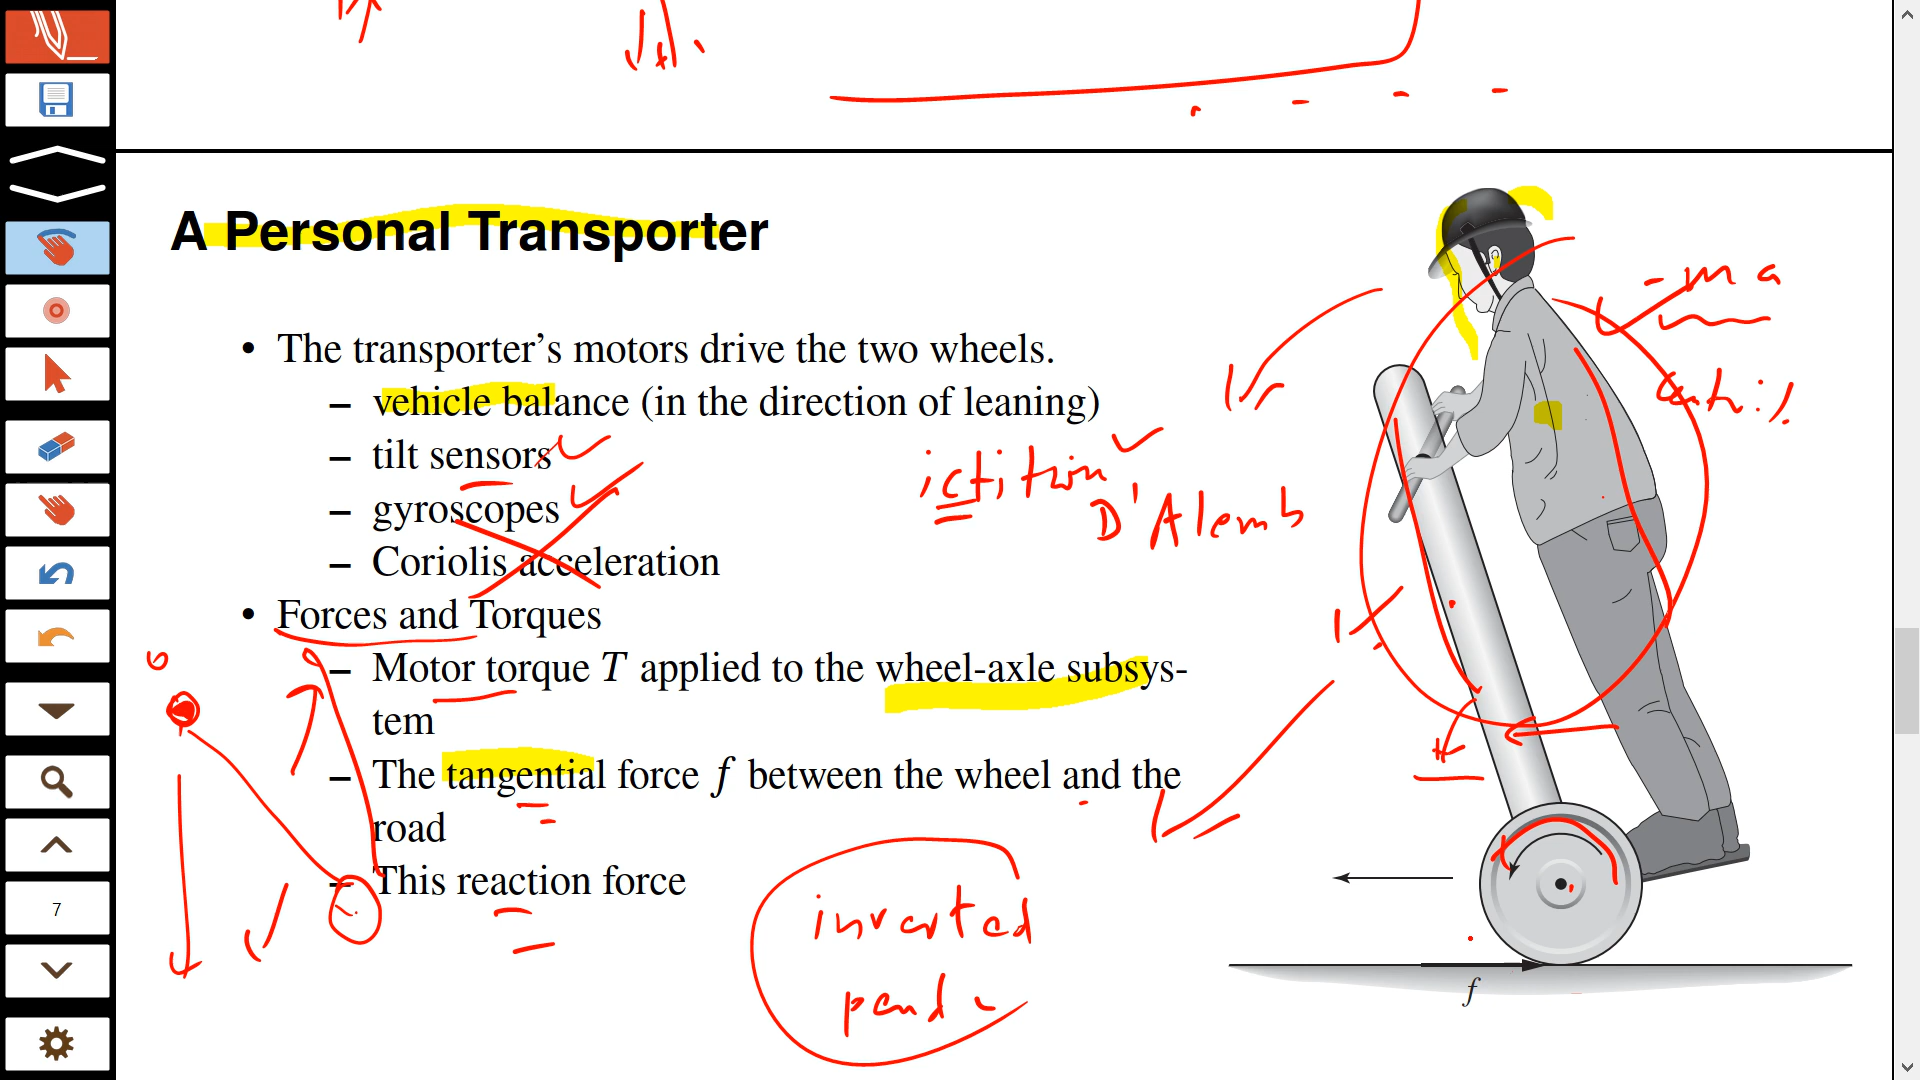 A Personal Transporter
• The transporter’s motors drive the two wheels.
– vehicle balance (in the direction of leaning)
– tilt sensors
– gyroscopes
– Coriolis acceleration
• Forces and Torques
– Motor torque T applied to the wheel-axle subsys-
tem
– The tangential force f between the wheel and the
road
– This reaction force
-ma
D'Alemb
inverted
f
7